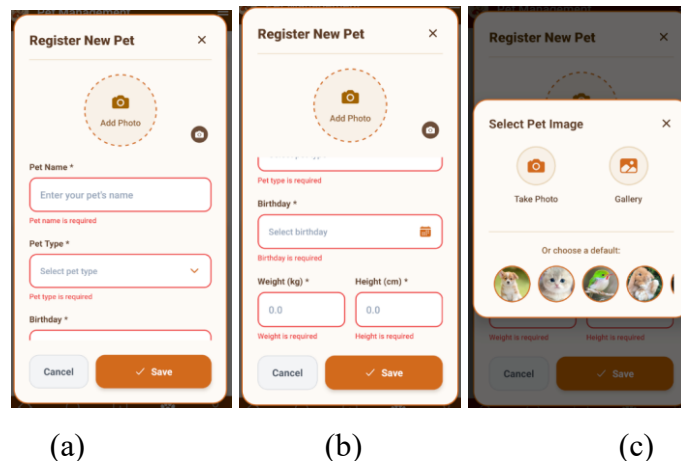 Register New Pet
Add Photo
Pet Name *
Enter your pet's name
Pet name is required
Pet Type *
Select pet type
Pet type is required
Birthday *
Cancel
Save
(a)
Register New Pet
Add Photo
Pet type is required
Birthday *
Select birthday
Birthday is required
Weight (kg) *
Height (cm) *
0.0
0.0
Weight is required
Height is required
Cancel
Save
(b)
Pet Management
Register New Pet
Select Pet Image
Take Photo
Gallery
Or choose a default:
Weight is required
Height is required
Cancel
Save
(c)